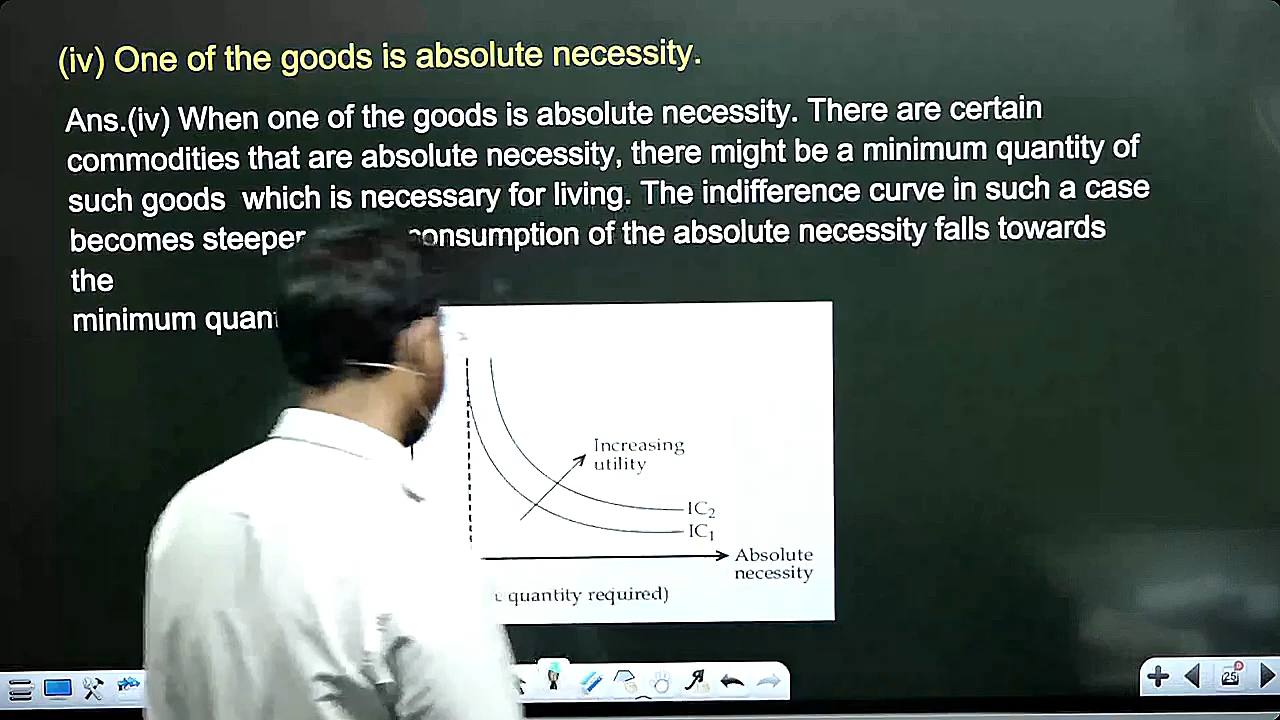 (iv) One of the goods is absolute necessity.
Ans.(iv) When one of the goods is absolute necessity. There are certain
commodities that are absolute necessity, there might be a minimum quantity of
such goods which is necessary for living. The indifference curve in such a case
becomes steeper consumption of the absolute necessity falls towards
the
minimum
Increasing
utility
IC₂
IC₁
Absolute
necessity
quantity required)
25